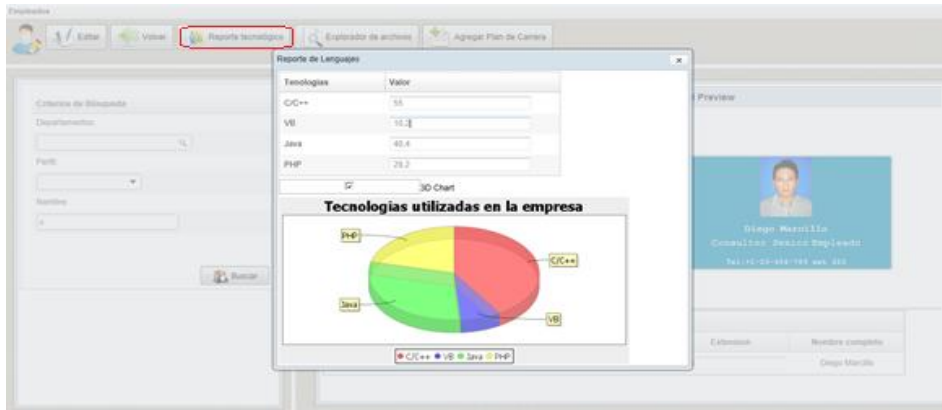 Empleados
Editar
Volver
Reporte tecnológico
Explorador de archivos
Agregar Plan de Carrera
Reporte de Lenguajes
x
Tenologias Valor
C/C++ 55
VB 10,2
Java 40,4
PHP 28,2
3D Chart
Tecnologias utilizadas en la empresa
PHP
C/C++
Java
VB
C/C++ VB Java PHP
Criterios de Búsqueda
Departamentos
Perfil
Nombre
Buscar
Preview
Diego Marcillo
Consultor Senior Empleado
Extension Nombre completo
Diego Marcillo